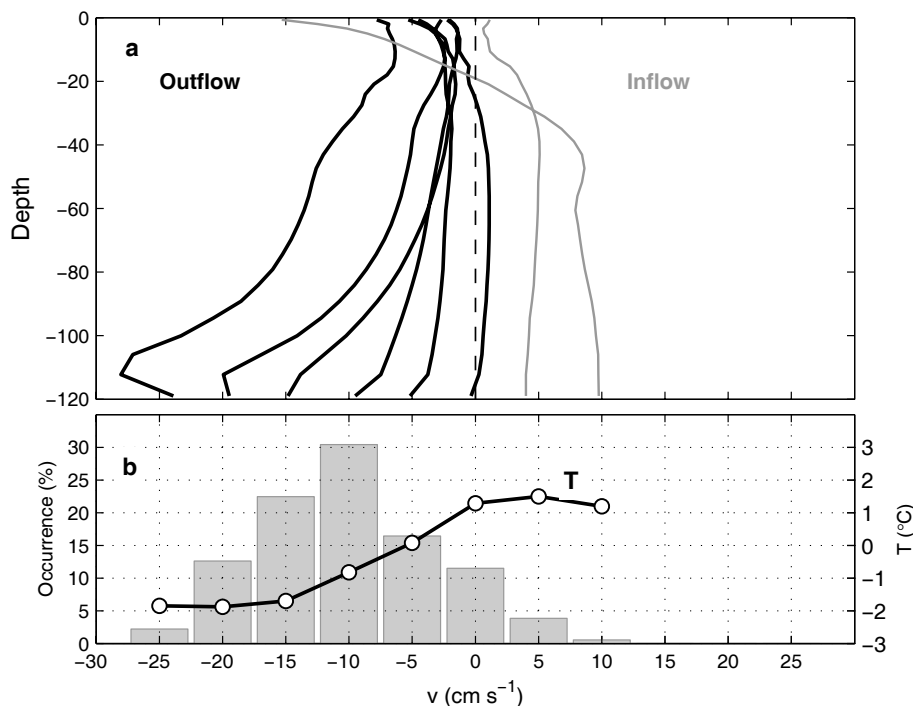 a
Outflow
Inflow
Depth
0
−20
−40
−60
−80
−100
−120
b
T
Occurrence (%)
35
30
25
20
15
10
5
0
T (°C)
3
2
1
0
−1
−2
−3
−30 −25 −20 −15 −10 −5 0 5 10 15 20 25
v (cm s⁻¹)